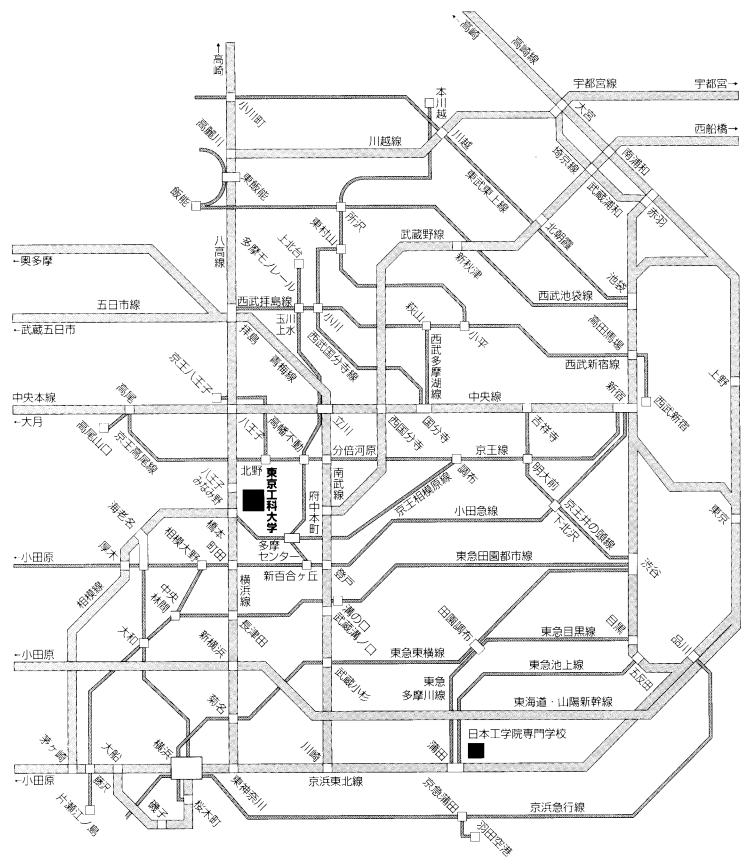 ←高崎
高崎線
宇都宮線
宇都宮→
↑高崎
本川越
大宮
西船橋→
小川町
高麗川
川越線
川越
埼京線
南浦和
武蔵浦和
赤羽
東飯能
飯能
東武東上線
所沢
北朝霞
東村山
上北台
多摩モノレール
武蔵野線
新秋津
池袋
八高線
←奥多摩
西武拝島線
西武池袋線
五日市線
玉川上水
小川
萩山
小平
高田馬場
←武蔵五日市
拝島
青梅線
西武国分寺線
西武多摩湖線
西武新宿線
上野
京王八王子
中央本線
高尾
中央線
新宿
西武新宿
←大月
八王子
高幡不動
立川
西国分寺
国分寺
吉祥寺
高尾山口
京王高尾線
分倍河原
京王線
北野
南武線
調布
明大前
八王子みなみ野
東京工科大学
府中本町
京王相模原線
京王井の頭線
東京
海老名
橋本
小田急線
下北沢
多摩センター
←小田原
厚木
相模大野
町田
新百合ヶ丘
登戸
東急田園都市線
渋谷
相模線
中央林間
横浜線
溝の口
武蔵溝ノ口
田園調布
目黒
大和
新横浜
長津田
東急目黒線
品川
←小田原
東急東横線
武蔵小杉
東急多摩川線
東急池上線
五反田
菊名
東海道・山陽新幹線
茅ヶ崎
大船
横浜
川崎
蒲田
日本工学院専門学校
←小田原
藤沢
東神奈川
京浜東北線
京急蒲田
京浜急行線
片瀬江ノ島
磯子
桜木町
羽田空港